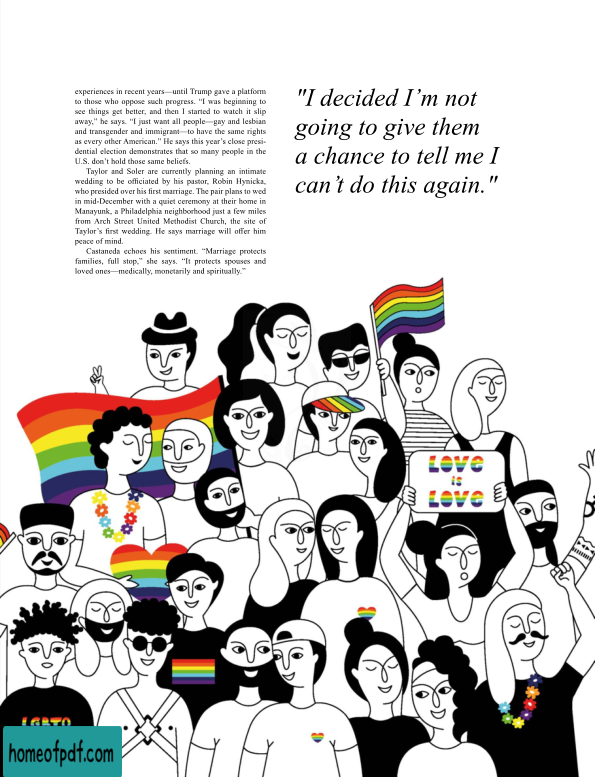 experiences in recent years—until Trump gave a platform
to those who oppose such progress. “I was beginning to
see things get better, and then I started to watch it slip
away,” he says. “I just want all people—gay and lesbian
and transgender and immigrant—to have the same rights
as every other American.” He says this year’s close presi-
dential election demonstrates that so many people in the
U.S. don’t hold those same beliefs.
Taylor and Soler are currently planning an intimate
wedding to be officiated by his pastor, Robin Hynicka,
who presided over his first marriage. The pair plans to wed
in mid-December with a quiet ceremony at their home in
Manayunk, a Philadelphia neighborhood just a few miles
from Arch Street United Methodist Church, the site of
Taylor’s first wedding. He says marriage will offer him
peace of mind.
Castaneda echoes his sentiment. “Marriage protects
families, full stop,” she says. “It protects spouses and
loved ones—medically, monetarily and spiritually.”
"I decided I’m not
going to give them
a chance to tell me I
can’t do this again."
LOVE
is
LOVE
LGBTQ
homeofpdf.com